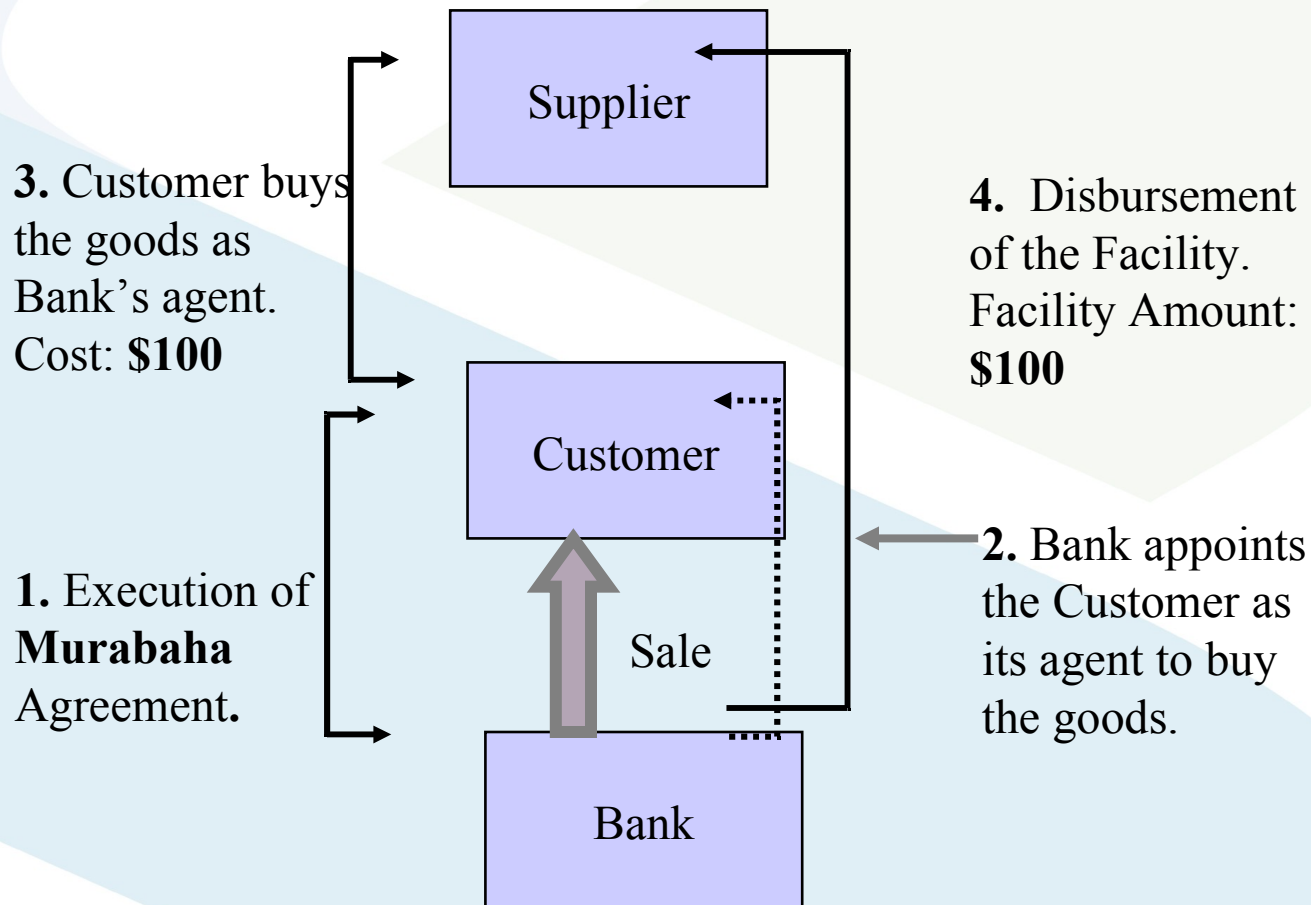 Supplier
3. Customer buys
the goods as
Bank’s agent.
Cost: $100
4. Disbursement
of the Facility.
Facility Amount:
$100
Customer
1. Execution of
Murabaha
Agreement.
Sale
2. Bank appoints
the Customer as
its agent to buy
the goods.
Bank